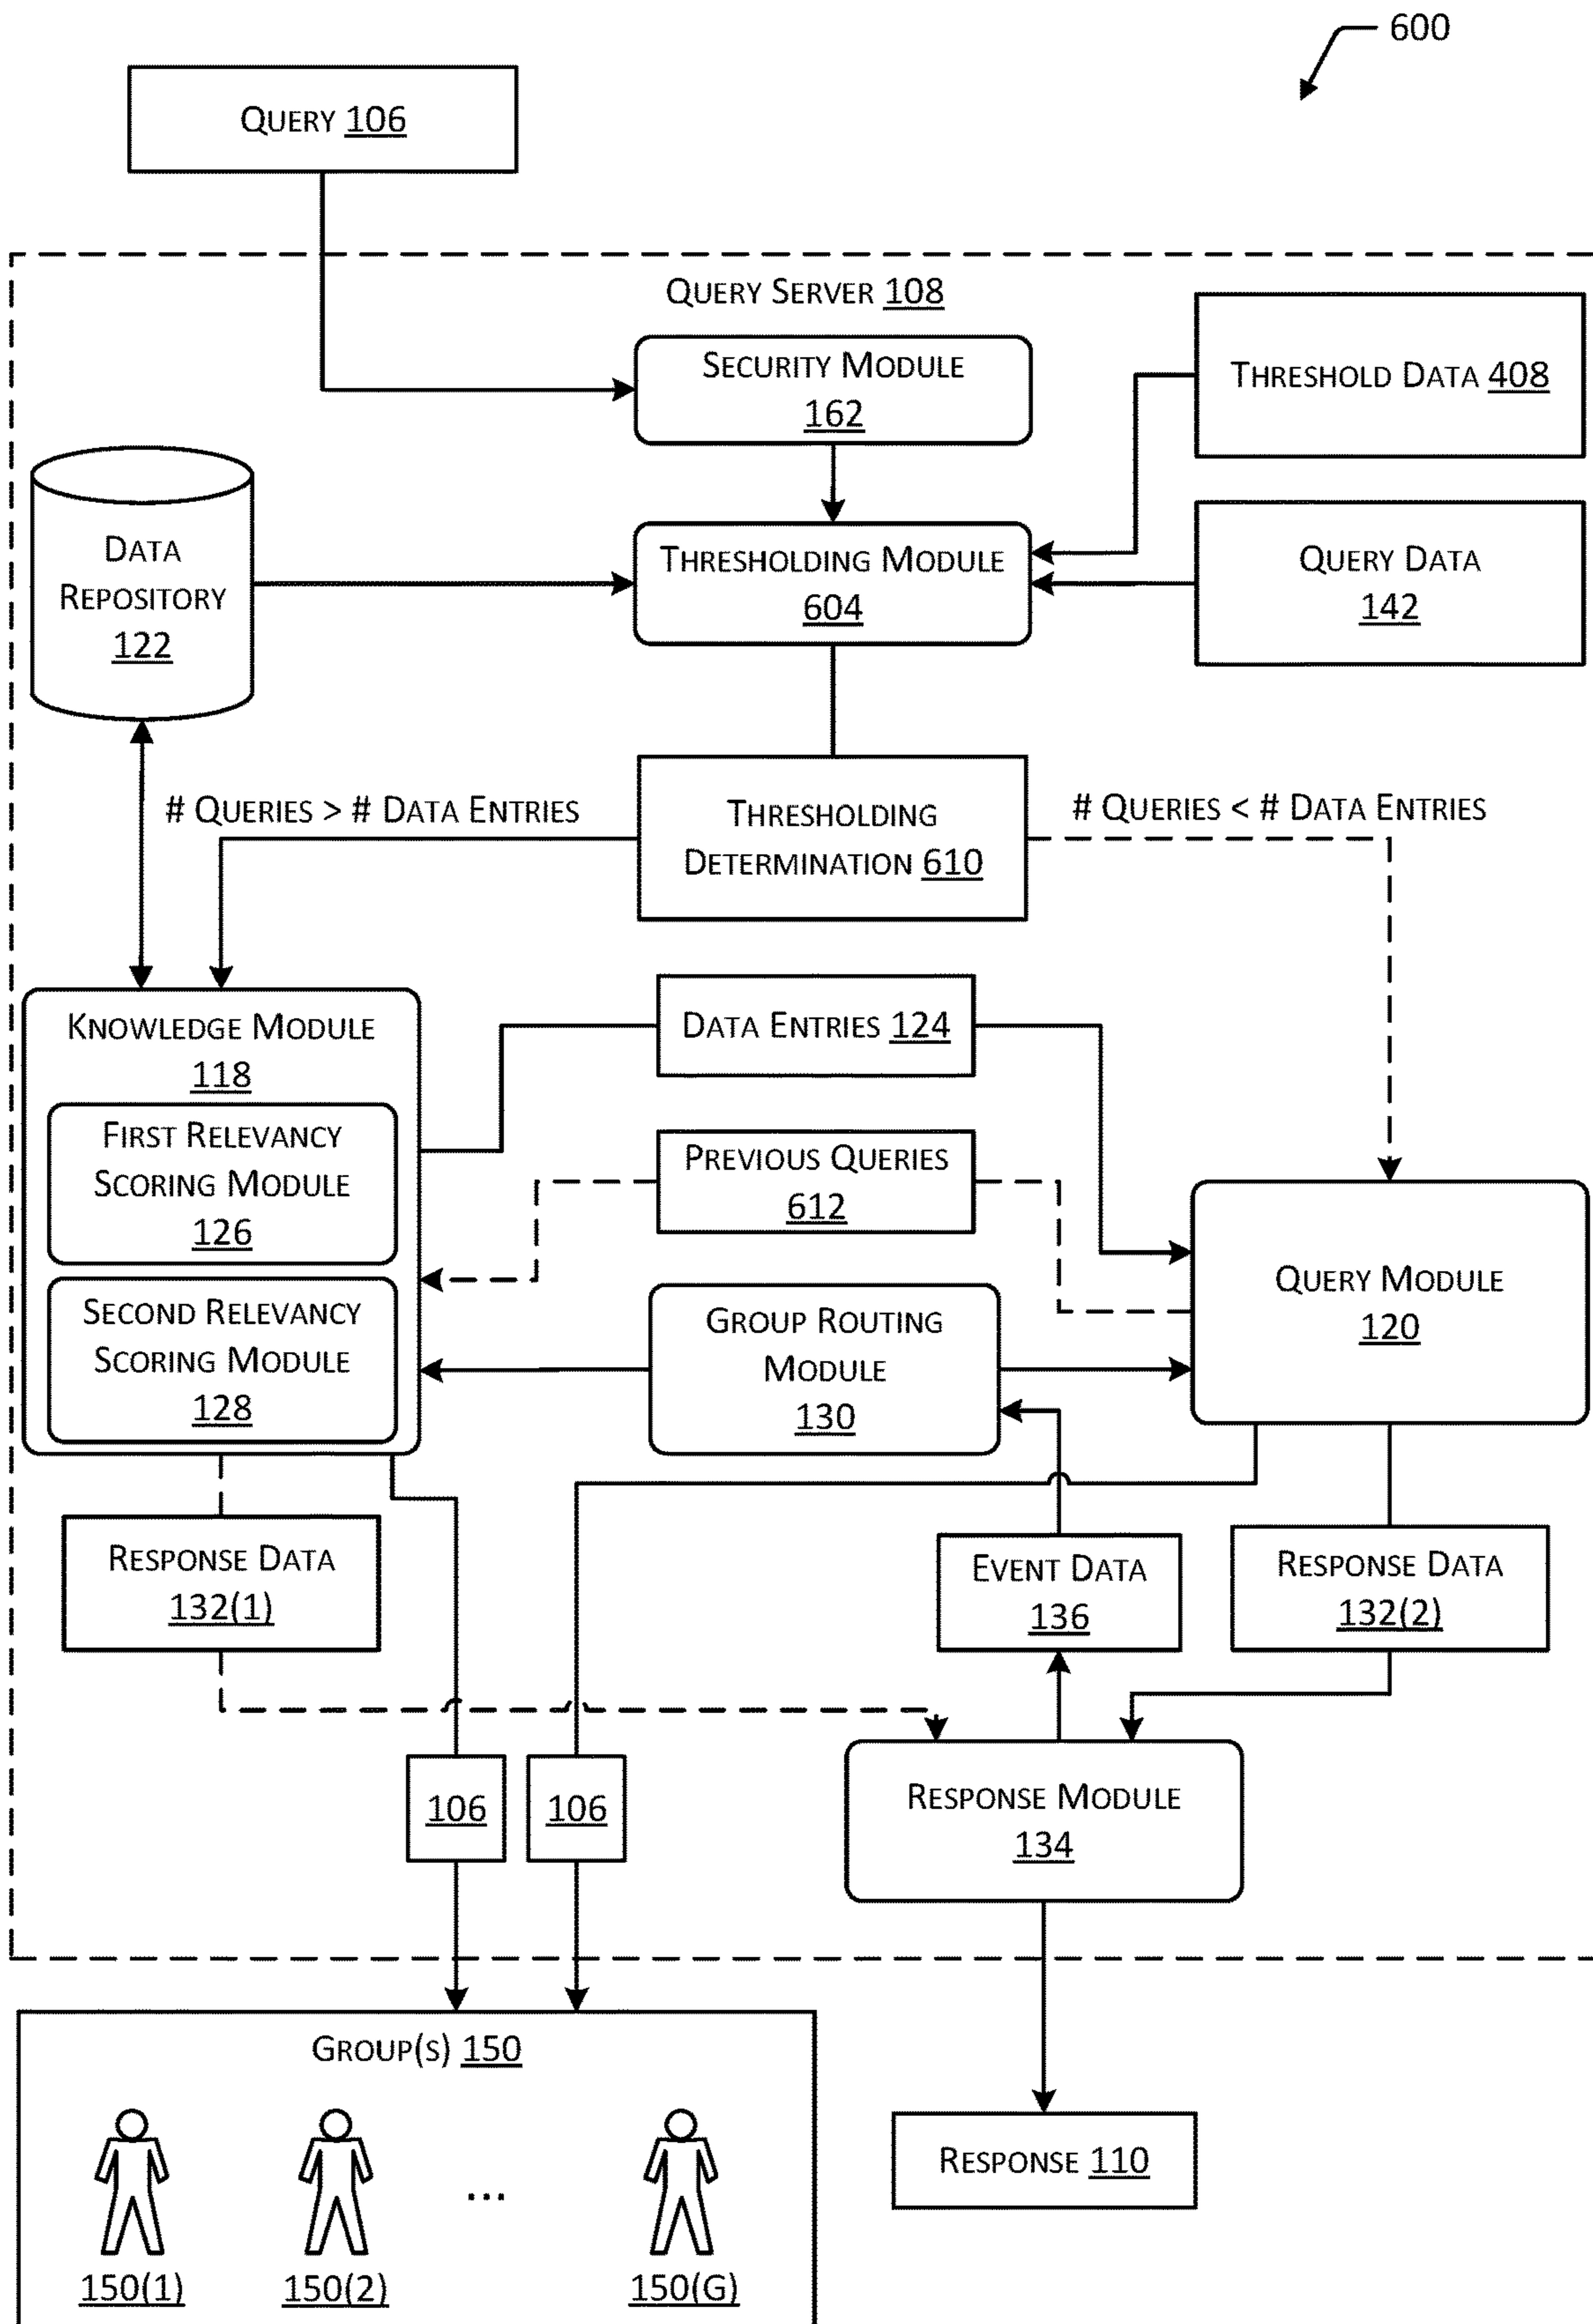 600
QUERY 106
QUERY SERVER 108
SECURITY MODULE
162
THRESHOLD DATA 408
DATA
REPOSITORY
122
THRESHOLDING MODULE
604
QUERY DATA
142
# QUERIES > # DATA ENTRIES
THRESHOLDING
DETERMINATION 610
# QUERIES < # DATA ENTRIES
KNOWLEDGE MODULE
118
DATA ENTRIES 124
FIRST RELEVANCY
SCORING MODULE
126
PREVIOUS QUERIES
612
SECOND RELEVANCY
SCORING MODULE
128
GROUP ROUTING
MODULE
130
QUERY MODULE
120
RESPONSE DATA
132(1)
EVENT DATA
136
RESPONSE DATA
132(2)
106
106
RESPONSE MODULE
134
GROUP(S) 150
...
150(1)
150(2)
150(G)
RESPONSE 110